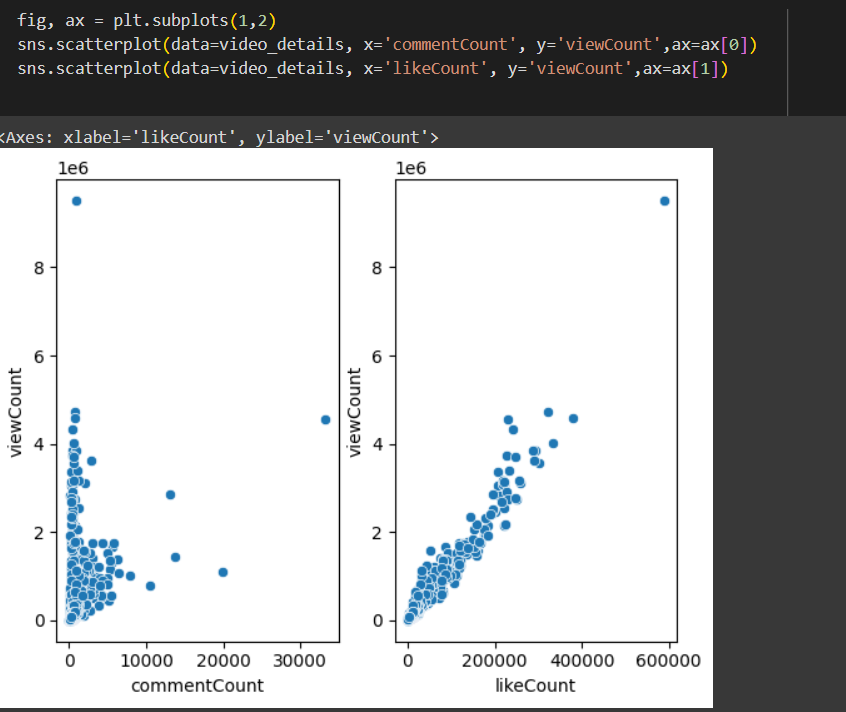 fig, ax = plt.subplots(1,2)
sns.scatterplot(data=video_details, x='commentCount', y='viewCount',ax=ax[0])
sns.scatterplot(data=video_details, x='likeCount', y='viewCount',ax=ax[1])
<Axes: xlabel='likeCount', ylabel='viewCount'>
1e6
8
6
4
2
0
viewCount
0 10000 20000 30000
commentCount
1e6
8
6
4
2
0
viewCount
0 200000 400000 600000
likeCount